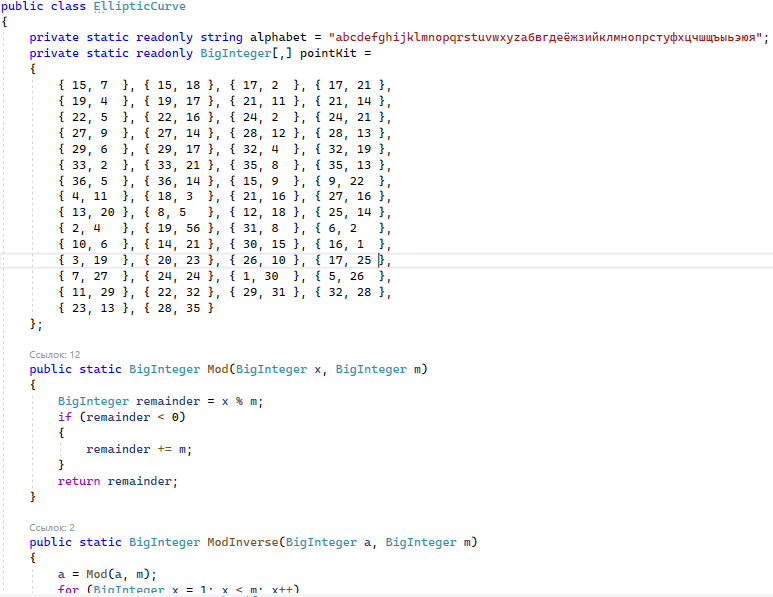 public class EllipticCurve
{
    private static readonly string alphabet = "abcdefghijklmnopqrstuvwxyzабвгдеёжзийклмнопрстуфхцчшщъыьэюя";
    private static readonly BigInteger[,] pointKit =
    {
        { 15, 7  }, { 15, 18 }, { 17, 2  }, { 17, 21 },
        { 19, 4  }, { 19, 17 }, { 21, 11 }, { 21, 14 },
        { 22, 5  }, { 22, 16 }, { 24, 2  }, { 24, 21 },
        { 27, 9  }, { 27, 14 }, { 28, 12 }, { 28, 13 },
        { 29, 6  }, { 29, 17 }, { 32, 4  }, { 32, 19 },
        { 33, 2  }, { 33, 21 }, { 35, 8  }, { 35, 13 },
        { 36, 5  }, { 36, 14 }, { 15, 9  }, { 9, 22  },
        { 4, 11  }, { 18, 3  }, { 21, 16 }, { 27, 16 },
        { 13, 20 }, { 8, 5   }, { 12, 18 }, { 25, 14 },
        { 2, 4   }, { 19, 56 }, { 31, 8  }, { 6, 2   },
        { 10, 6  }, { 14, 21 }, { 30, 15 }, { 16, 1  },
        { 3, 19  }, { 20, 23 }, { 26, 10 }, { 17, 25 },
        { 7, 27  }, { 24, 24 }, { 1, 30  }, { 5, 26  },
        { 11, 29 }, { 22, 32 }, { 29, 31 }, { 32, 28 },
        { 23, 13 }, { 28, 35 }
    };
    Ссылок: 12
    public static BigInteger Mod(BigInteger x, BigInteger m)
    {
        BigInteger remainder = x % m;
        if (remainder < 0)
        {
            remainder += m;
        }
        return remainder;
    }
    Ссылок: 2
    public static BigInteger ModInverse(BigInteger a, BigInteger m)
    {
        a = Mod(a, m);
        for (BigInteger x = 1; x < m; x++)